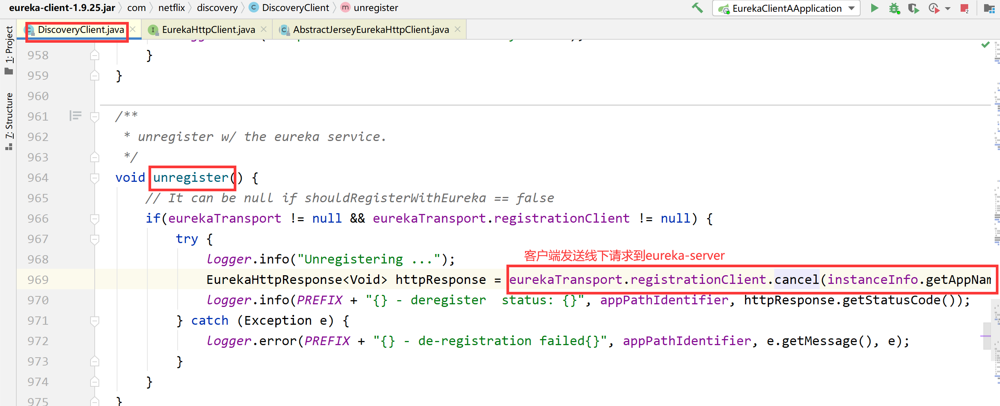 eureka-client-1.9.25.jar com netflix discovery DiscoveryClient unregister EurekaClientAApplication
DiscoveryClient.java EurekaHttpClient.java AbstractJerseyEurekaHttpClient.java
1: Project
7: Structure
958 }
959 }
960
961 /**
962 * unregister w/ the eureka service.
963 */
964 void unregister() {
965 // It can be null if shouldRegisterWithEureka == false
966 if(eurekaTransport != null && eurekaTransport.registrationClient != null) {
967 try {
968 logger.info("Unregistering ...");
客户端发送线下请求到eureka-server
969 EurekaHttpResponse<Void> httpResponse = eurekaTransport.registrationClient.cancel(instanceInfo.getAppNam
970 logger.info(PREFIX + "{} - deregister  status: {}", appPathIdentifier, httpResponse.getStatusCode());
971 } catch (Exception e) {
972 logger.error(PREFIX + "{} - de-registration failed{}", appPathIdentifier, e.getMessage(), e);
973 }
974 }
975 }